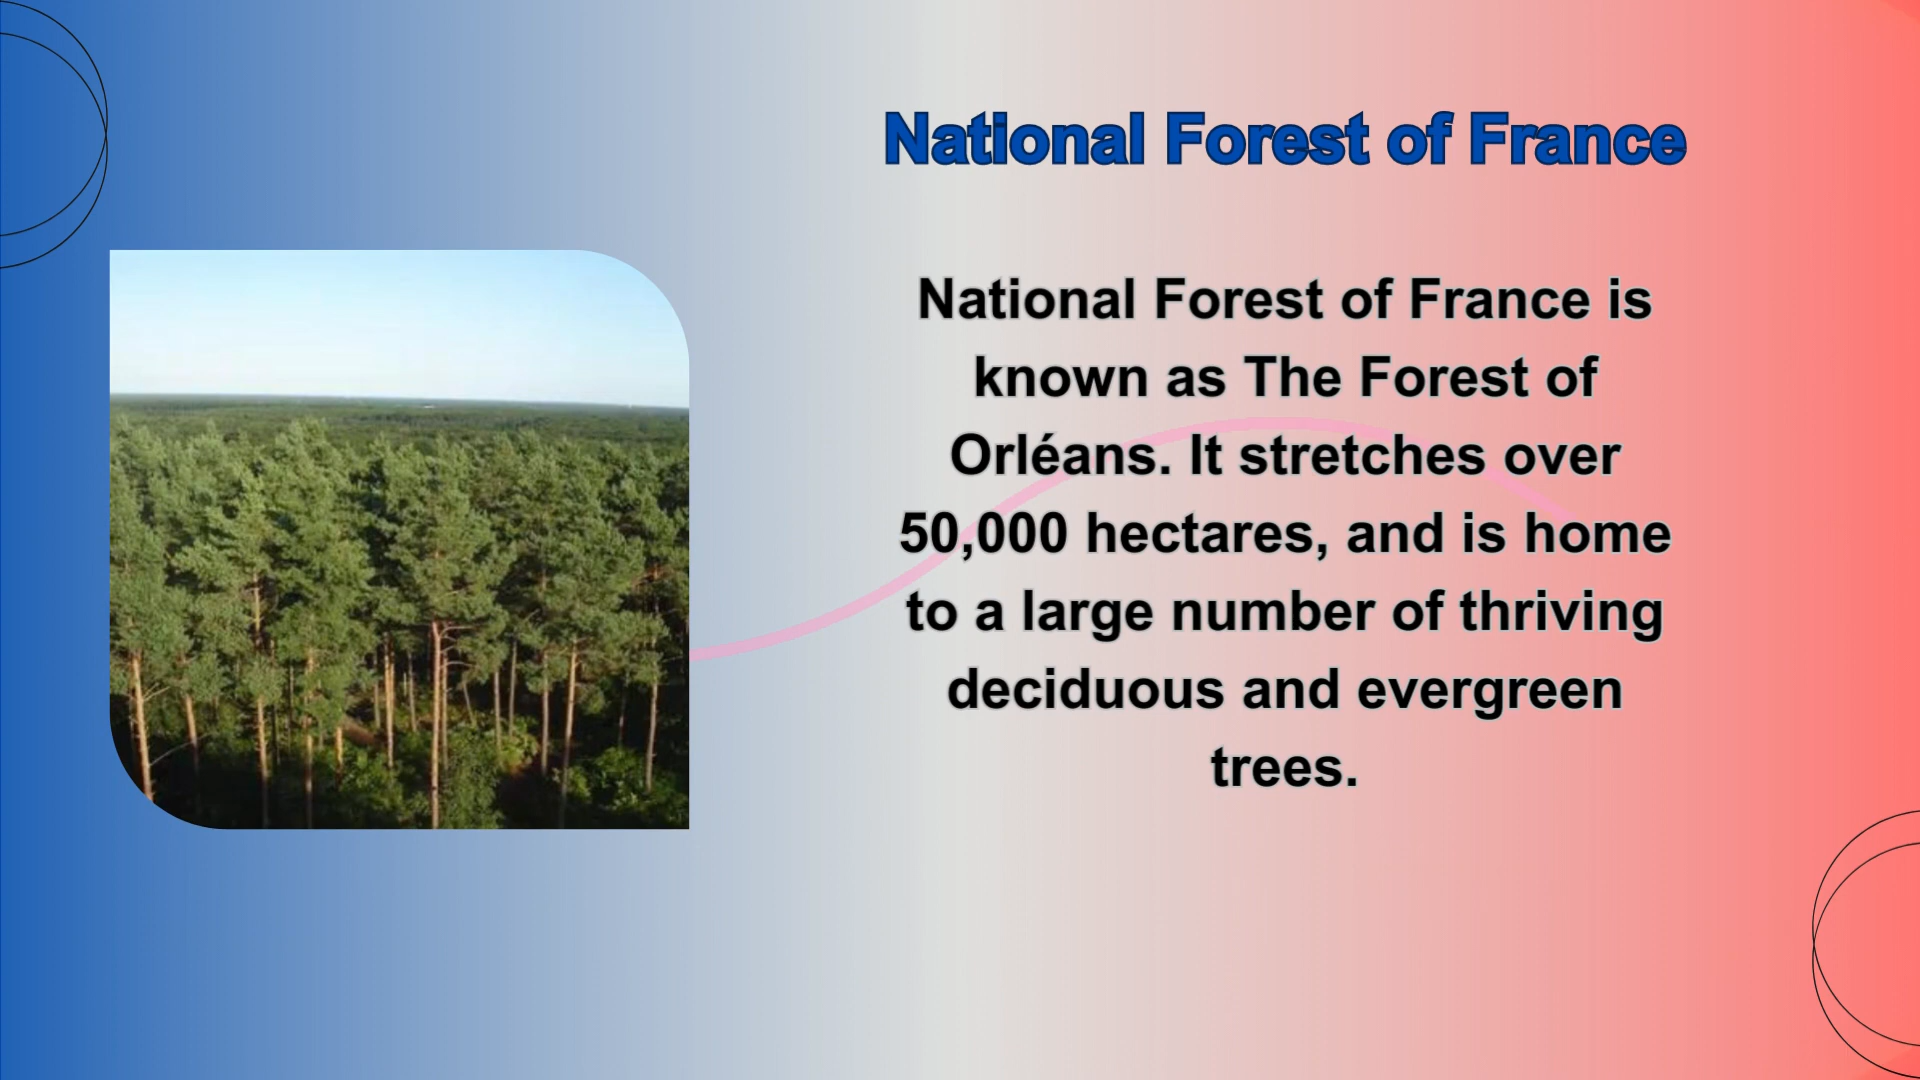 National Forest of France
National Forest of France is
known as The Forest of
Orléans. It stretches over
50,000 hectares, and is home
to a large number of thriving
deciduous and evergreen
trees.